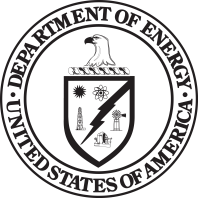 DEPARTMENT OF ENERGY
UNITED STATES OF AMERICA